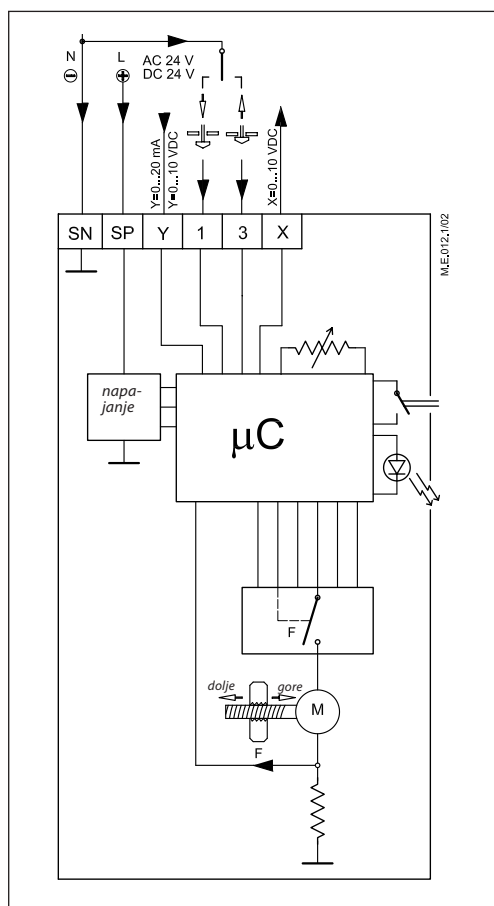 N L AC 24 V
DC 24 V
Y=0...20 mA
Y=0...10 VDC
X=0...10 VDC
SN SP Y 1 3 X
M.E.012.1/02
napa-
janje
µC
F
dolje gore
M
F